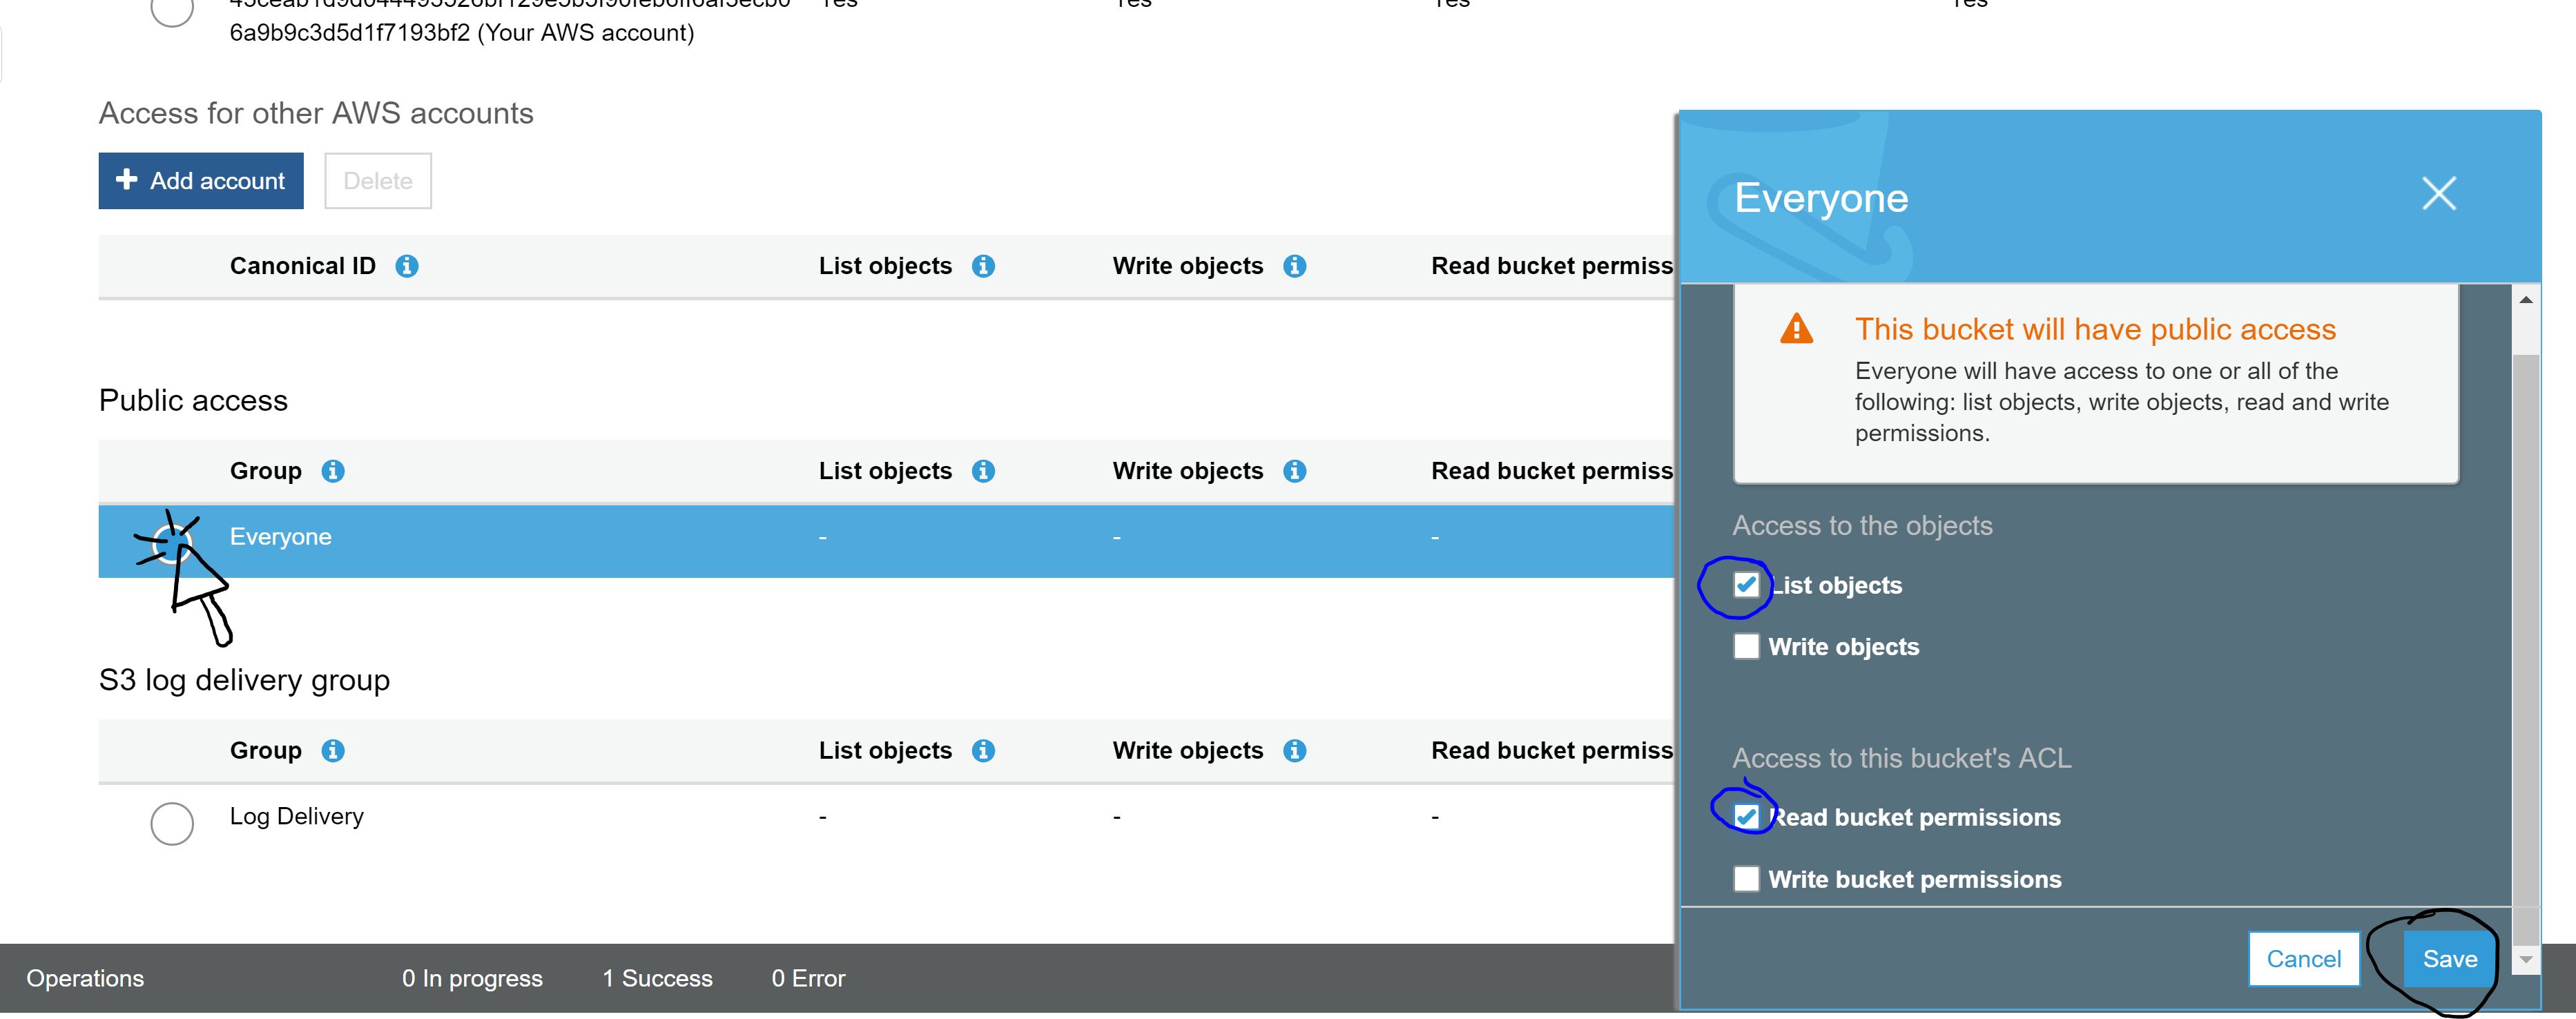 Yes Yes Yes Yes
6a9b9c3d5d1f7193bf2 (Your AWS account)
Access for other AWS accounts
Add account Delete
Canonical ID List objects Write objects Read bucket permiss
Public access
Group List objects Write objects Read bucket permiss
Everyone - - -
S3 log delivery group
Group List objects Write objects Read bucket permiss
Log Delivery - - -
Operations 0 In progress 1 Success 0 Error
Everyone
This bucket will have public access
Everyone will have access to one or all of the
following: list objects, write objects, read and write
permissions.
Access to the objects
List objects
Write objects
Access to this bucket's ACL
Read bucket permissions
Write bucket permissions
Cancel Save